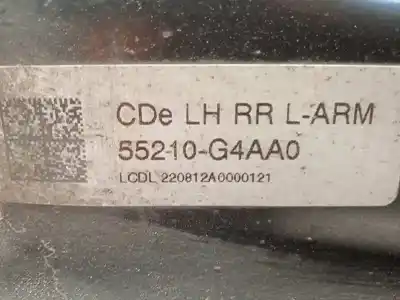 CDe LH RR L-ARM
55210-G4AA0
LCDL 220812A0000121